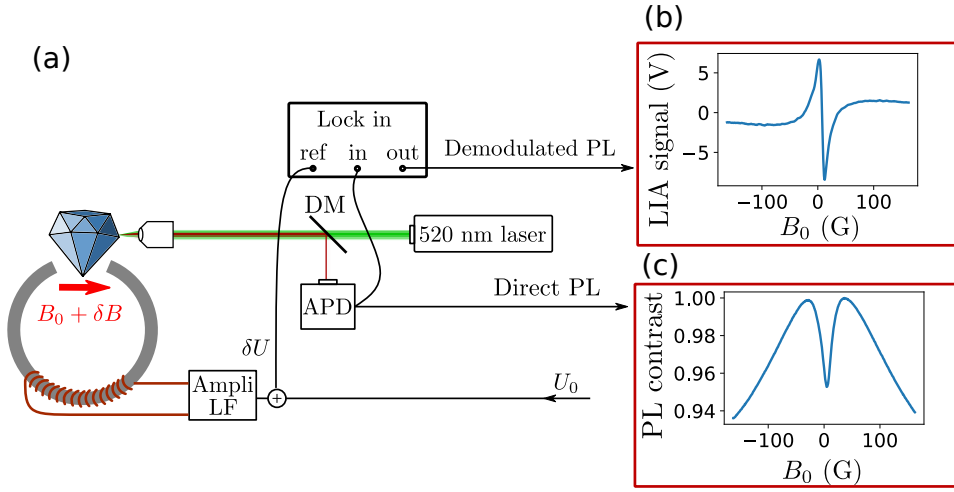 (a)
Lock in
ref in out
Demodulated PL
DM
520 nm laser
APD
Direct PL
B₀ + δB
δU
Ampli
LF
+
U₀
(b)
LIA signal (V)
5
0
−5
−100 0 100
B₀ (G)
(c)
PL contrast
1.00
0.98
0.96
0.94
−100 0 100
B₀ (G)